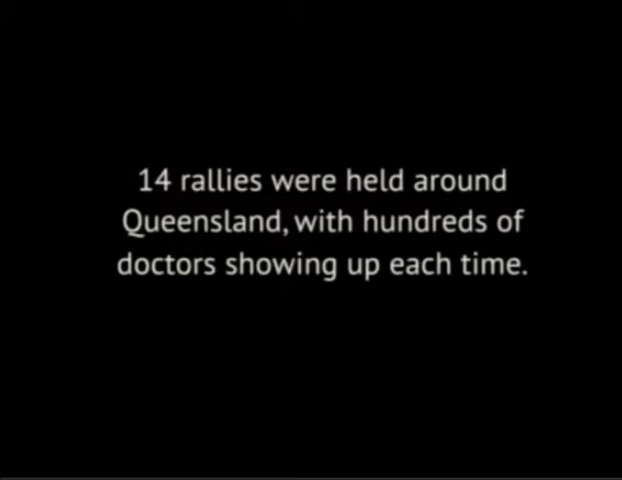 14 rallies were held around
Queensland, with hundreds of
doctors showing up each time.